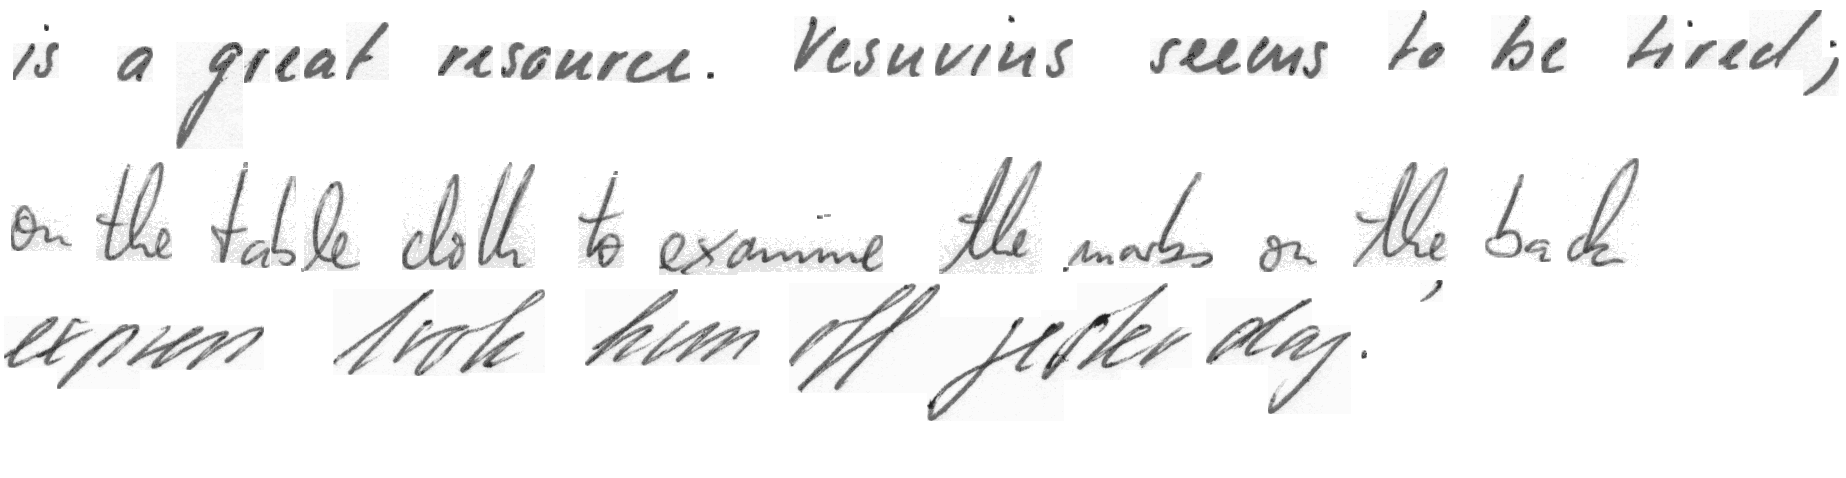 is a great resource. Vesuvius seems to be tired;
on the table cloth to examine the marks on the back
express took him off yesterday.